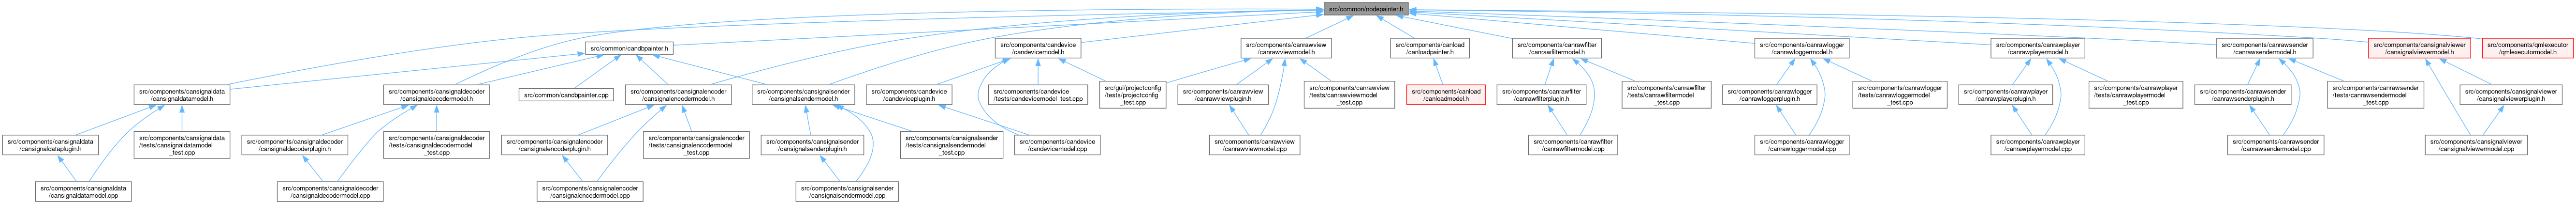 src/common/nodepainter.h
src/common/candbpainter.h
src/components/candevice
/candevicemodel.h
src/components/canrawview
/canrawviewmodel.h
src/components/canload
/canloadpainter.h
src/components/canrawfilter
/canrawfiltermodel.h
src/components/canrawlogger
/canrawloggermodel.h
src/components/canrawplayer
/canrawplayermodel.h
src/components/canrawsender
/canrawsendermodel.h
src/components/cansignalviewer
/cansignalviewermodel.h
src/components/qmlexecutor
/qmlexecutormodel.h
src/components/cansignaldata
/cansignaldatamodel.h
src/components/cansignaldecoder
/cansignaldecodermodel.h
src/common/candbpainter.cpp
src/components/cansignalencoder
/cansignalencodermodel.h
src/components/cansignalsender
/cansignalsendermodel.h
src/components/candevice
/candeviceplugin.h
src/components/candevice
/tests/candevicemodel_test.cpp
src/gui/projectconfig
/tests/projectconfig
_test.cpp
src/components/canrawview
/canrawviewplugin.h
src/components/canrawview
/tests/canrawviewmodel
_test.cpp
src/components/canload
/canloadmodel.h
src/components/canrawfilter
/canrawfilterplugin.h
src/components/canrawfilter
/tests/canrawfiltermodel
_test.cpp
src/components/canrawlogger
/canrawloggerplugin.h
src/components/canrawlogger
/tests/canrawloggermodel
_test.cpp
src/components/canrawplayer
/canrawplayerplugin.h
src/components/canrawplayer
/tests/canrawplayermodel
_test.cpp
src/components/canrawsender
/canrawsenderplugin.h
src/components/canrawsender
/tests/canrawsendermodel
_test.cpp
src/components/cansignalviewer
/cansignalviewerplugin.h
src/components/cansignaldata
/cansignaldataplugin.h
src/components/cansignaldata
/tests/cansignaldatamodel
_test.cpp
src/components/cansignaldecoder
/cansignaldecoderplugin.h
src/components/cansignaldecoder
/tests/cansignaldecodermodel
_test.cpp
src/components/cansignalencoder
/cansignalencoderplugin.h
src/components/cansignalencoder
/tests/cansignalencodermodel
_test.cpp
src/components/cansignalsender
/cansignalsenderplugin.h
src/components/cansignalsender
/tests/cansignalsendermodel
_test.cpp
src/components/candevice
/candevicemodel.cpp
src/components/canrawview
/canrawviewmodel.cpp
src/components/canrawfilter
/canrawfiltermodel.cpp
src/components/canrawlogger
/canrawloggermodel.cpp
src/components/canrawplayer
/canrawplayermodel.cpp
src/components/canrawsender
/canrawsendermodel.cpp
src/components/cansignalviewer
/cansignalviewermodel.cpp
src/components/cansignaldata
/cansignaldatamodel.cpp
src/components/cansignaldecoder
/cansignaldecodermodel.cpp
src/components/cansignalencoder
/cansignalencodermodel.cpp
src/components/cansignalsender
/cansignalsendermodel.cpp